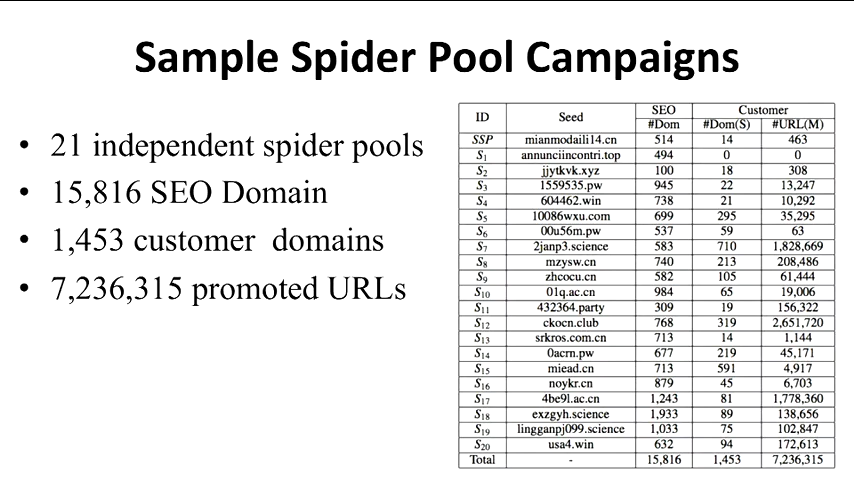 Sample Spider Pool Campaigns
• 21 independent spider pools
• 15,816 SEO Domain
• 1,453 customer domains
• 7,236,315 promoted URLs
ID Seed SEO Customer
#Dom #Dom(S) #URL(M)
SSP mianmodaili14.cn 514 14 463
S1 annunciincontri.top 494 0 0
S2 jjytkvk.xyz 100 18 308
S3 1559535.pw 945 22 13,247
S4 604462.win 738 21 10,292
S5 10086wxu.com 699 295 35,295
S6 00u56m.pw 537 59 63
S7 2janp3.science 583 710 1,828,669
S8 mzysw.cn 740 213 208,486
S9 zhcocu.cn 582 105 61,444
S10 01q.ac.cn 984 65 19,006
S11 432364.party 309 19 156,322
S12 ckocn.club 768 319 2,651,720
S13 srkros.com.cn 713 14 1,144
S14 0acrn.pw 677 219 45,171
S15 miead.cn 713 591 4,917
S16 noykr.cn 879 45 6,703
S17 4be9l.ac.cn 1,243 81 1,778,360
S18 exzgyh.science 1,933 89 138,656
S19 lingganpj099.science 1,033 75 102,847
S20 usa4.win 632 94 172,613
Total - 15,816 1,453 7,236,315